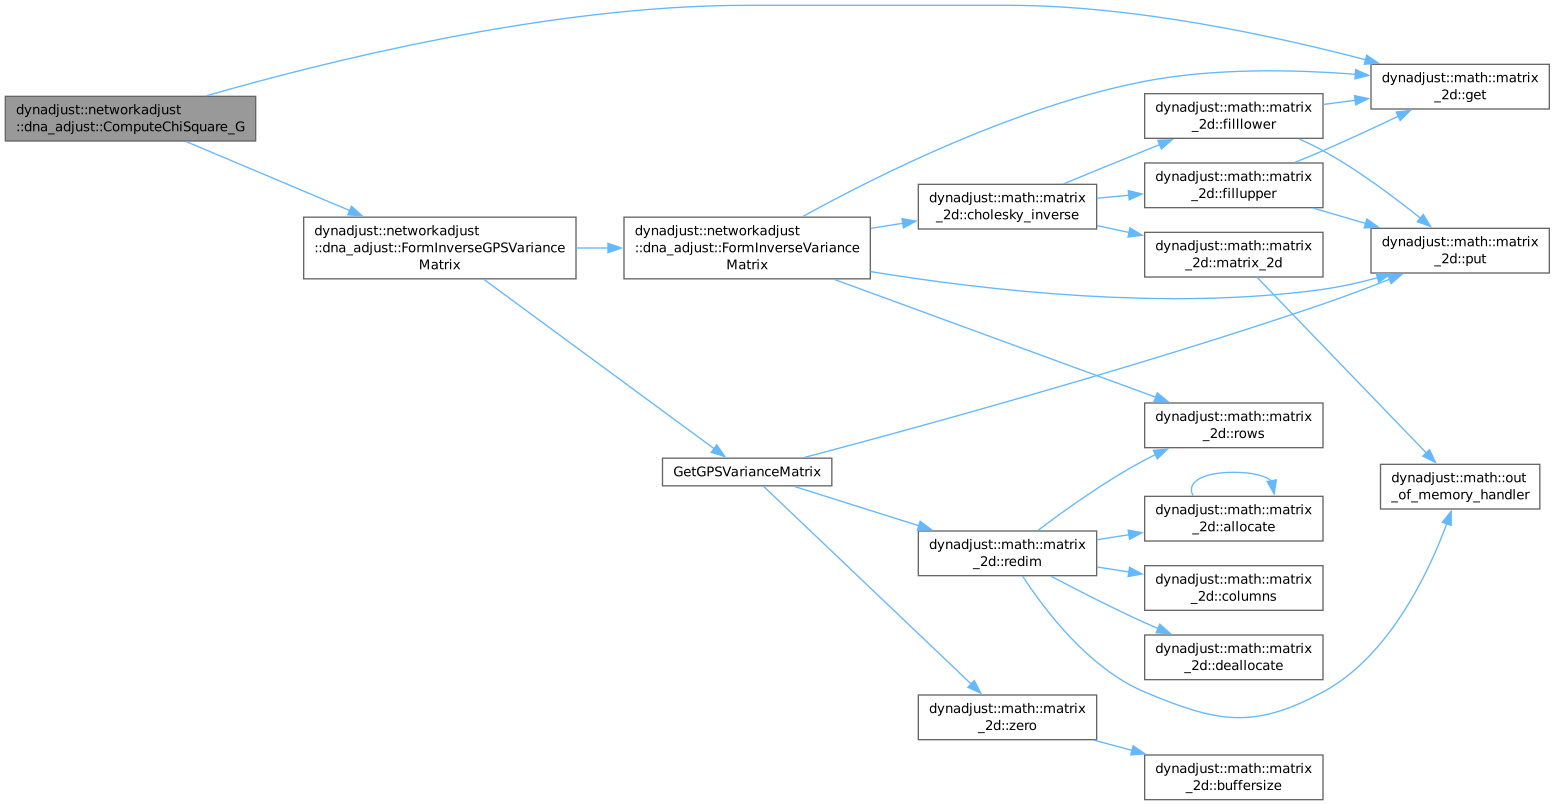 dynadjust::networkadjust
::dna_adjust::ComputeChiSquare_G
dynadjust::networkadjust
::dna_adjust::FormInverseGPSVariance
Matrix
dynadjust::networkadjust
::dna_adjust::FormInverseVariance
Matrix
GetGPSVarianceMatrix
dynadjust::math::matrix
_2d::cholesky_inverse
dynadjust::math::matrix
_2d::redim
dynadjust::math::matrix
_2d::zero
dynadjust::math::matrix
_2d::filllower
dynadjust::math::matrix
_2d::fillupper
dynadjust::math::matrix
_2d::matrix_2d
dynadjust::math::matrix
_2d::rows
dynadjust::math::matrix
_2d::allocate
dynadjust::math::matrix
_2d::columns
dynadjust::math::matrix
_2d::deallocate
dynadjust::math::matrix
_2d::buffersize
dynadjust::math::matrix
_2d::get
dynadjust::math::matrix
_2d::put
dynadjust::math::out
_of_memory_handler